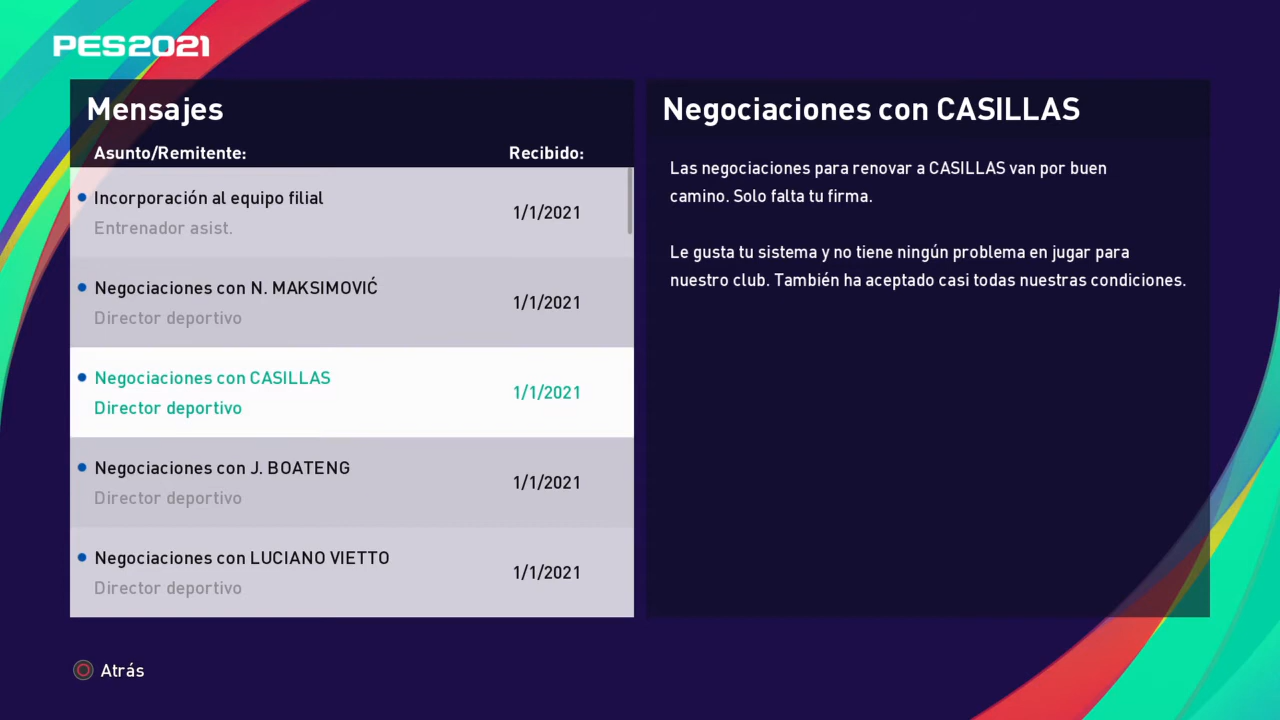 PES2021
Mensajes
Asunto/Remitente: Recibido:
Incorporación al equipo filial
Entrenador asist.
1/1/2021
Negociaciones con N. MAKSIMOVIĆ
Director deportivo
1/1/2021
Negociaciones con CASILLAS
Director deportivo
1/1/2021
Negociaciones con J. BOATENG
Director deportivo
1/1/2021
Negociaciones con LUCIANO VIETTO
Director deportivo
1/1/2021
Negociaciones con CASILLAS
Las negociaciones para renovar a CASILLAS van por buen
camino. Solo falta tu firma.
Le gusta tu sistema y no tiene ningún problema en jugar para
nuestro club. También ha aceptado casi todas nuestras condiciones.
Atrás